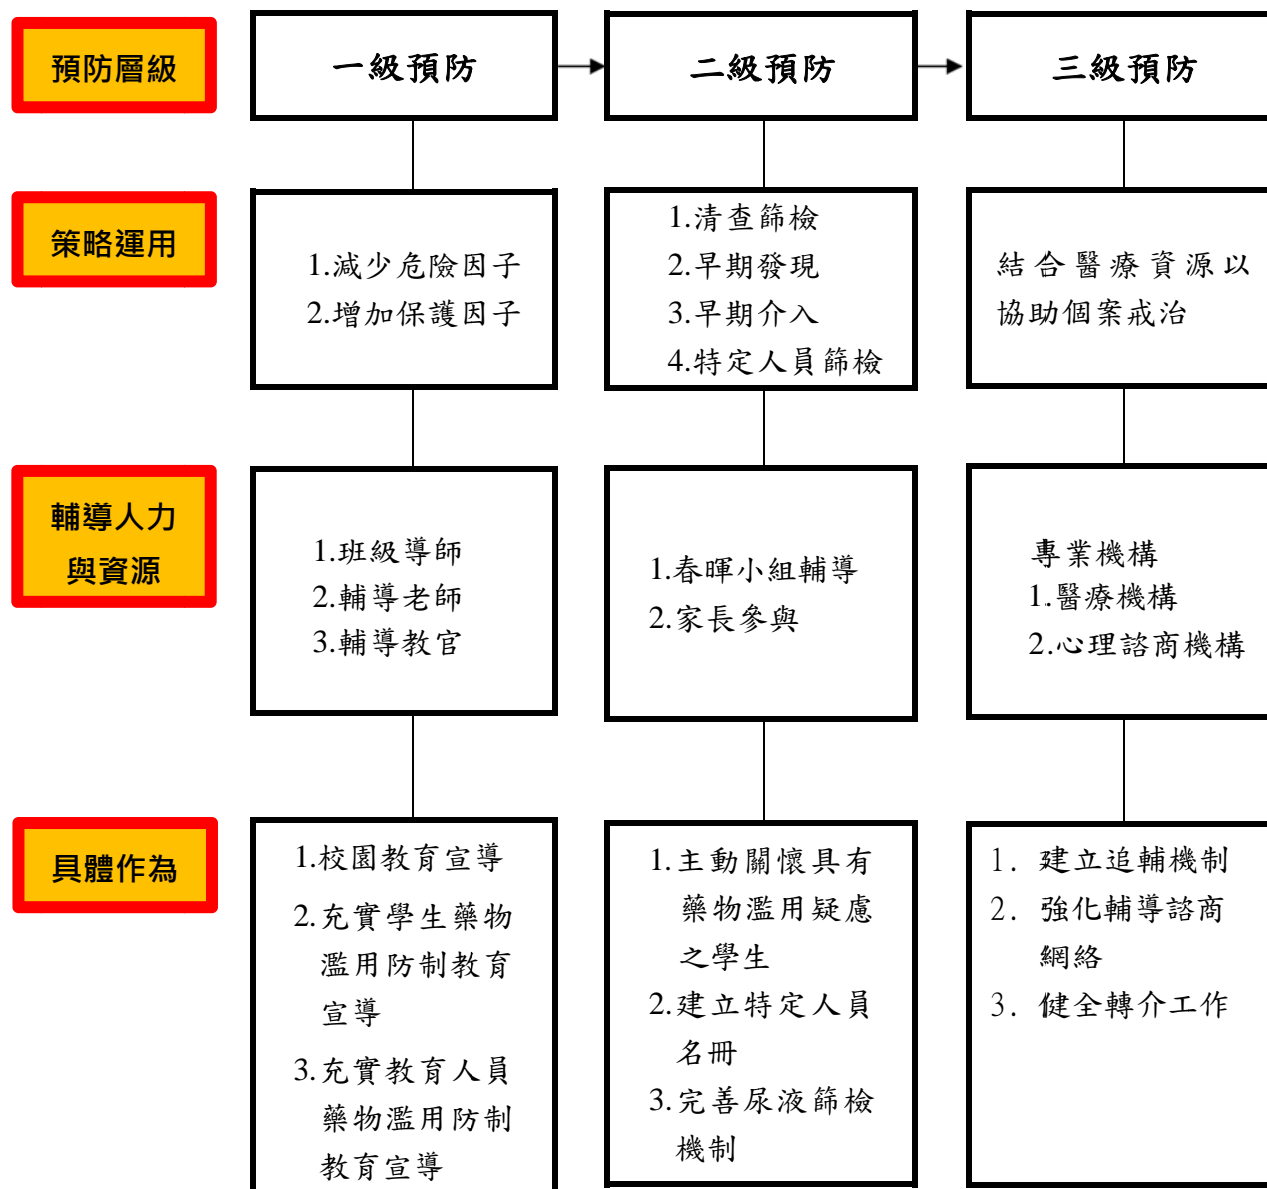 預防層級
一級預防
二級預防
三級預防
策略運用
1.減少危險因子
2.增加保護因子
1.清查篩檢
2.早期發現
3.早期介入
4.特定人員篩檢
結合醫療資源以
協助個案戒治
輔導人力
與資源
1.班級導師
2.輔導老師
3.輔導教官
1.春暉小組輔導
2.家長參與
專業機構
1.醫療機構
2.心理諮商機構
具體作為
1.校園教育宣導
2.充實學生藥物
濫用防制教育
宣導
3.充實教育人員
藥物濫用防制
教育宣導
1.主動關懷具有
藥物濫用疑慮
之學生
2.建立特定人員
名冊
3.完善尿液篩檢
機制
1. 建立追輔機制
2. 強化輔導諮商
網絡
3. 健全轉介工作